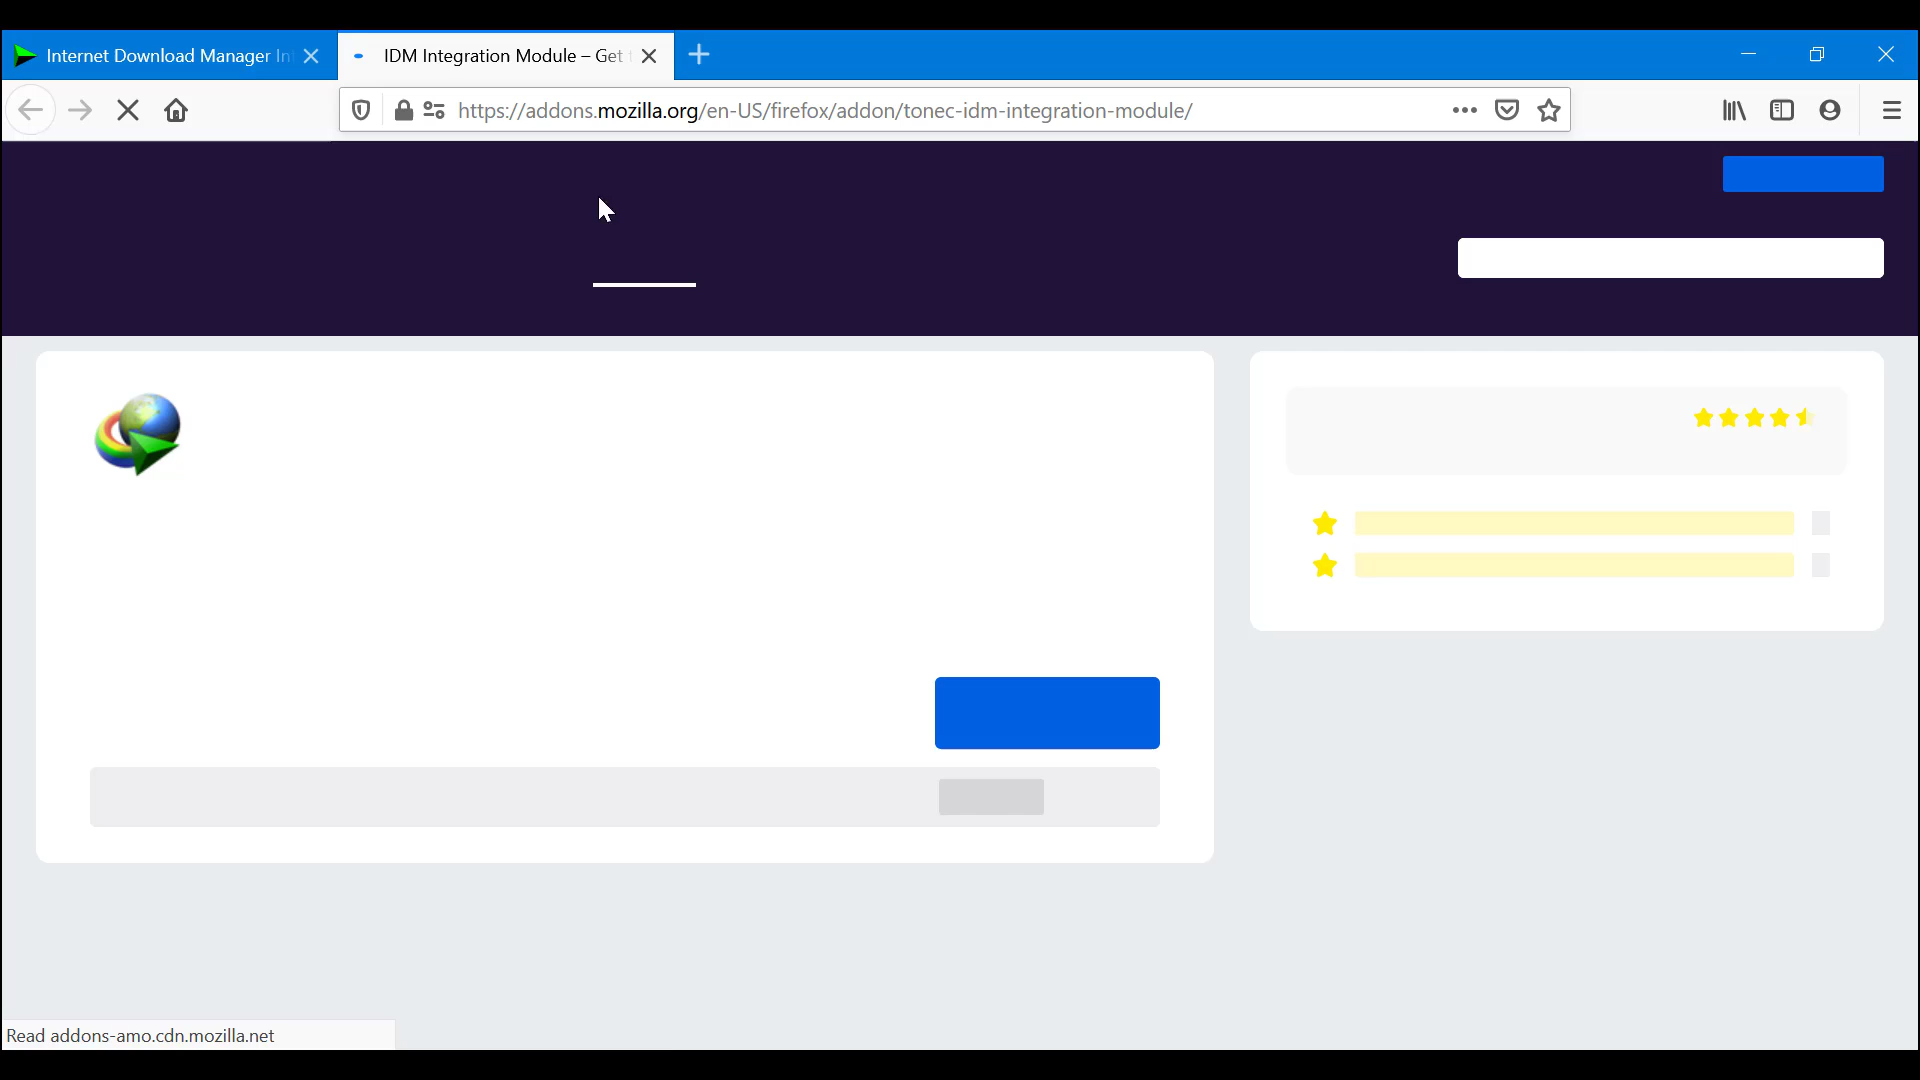 Internet Download Manager In
IDM Integration Module – Get
https://addons.mozilla.org/en-US/firefox/addon/tonec-idm-integration-module/
Read addons-amo.cdn.mozilla.net